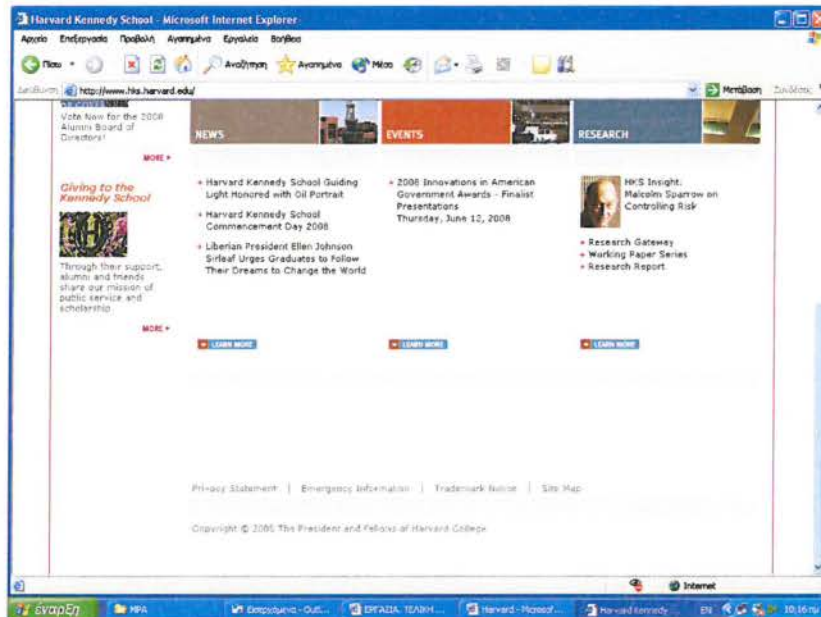 Harvard Kennedy School - Microsoft Internet Explorer
Αρχείο Επεξεργασία Προβολή Αγαπημένα Εργαλεία Βοήθεια
Πίσω Αναζήτηση Αγαπημένα Μέσα
Διεύθυνση http://www.hks.harvard.edu/ Μετάβαση Συνδέσεις
Vote Now for the 2008
Alumni Board of
Directors!
MORE
Giving to the
Kennedy School
Through their support,
alumni and friends
share our mission of
public service and
scholarship.
MORE
NEWS
Harvard Kennedy School Guiding
Light Honored with Oil Portrait
Harvard Kennedy School
Commencement Day 2008
Liberian President Ellen Johnson
Sirleaf Urges Graduates to Follow
Their Dreams to Change the World
LEARN MORE
EVENTS
2008 Innovations in American
Government Awards - Finalist
Presentations
Thursday, June 12, 2008
LEARN MORE
RESEARCH
HKS Insight:
Malcolm Sparrow on
Controlling Risk
Research Gateway
Working Paper Series
Research Report
LEARN MORE
Privacy Statement | Emergency Information | Trademark Notice | Site Map
Copyright © The President and Fellows of Harvard College
Internet
έναρξη MPA Εισερχόμενα - Outl... ΕΡΓΑΣΙΑ ΤΕΛΙΚΗ ... Harvard - Microsof... Harvard Kennedy ... EN 10:16 πμ